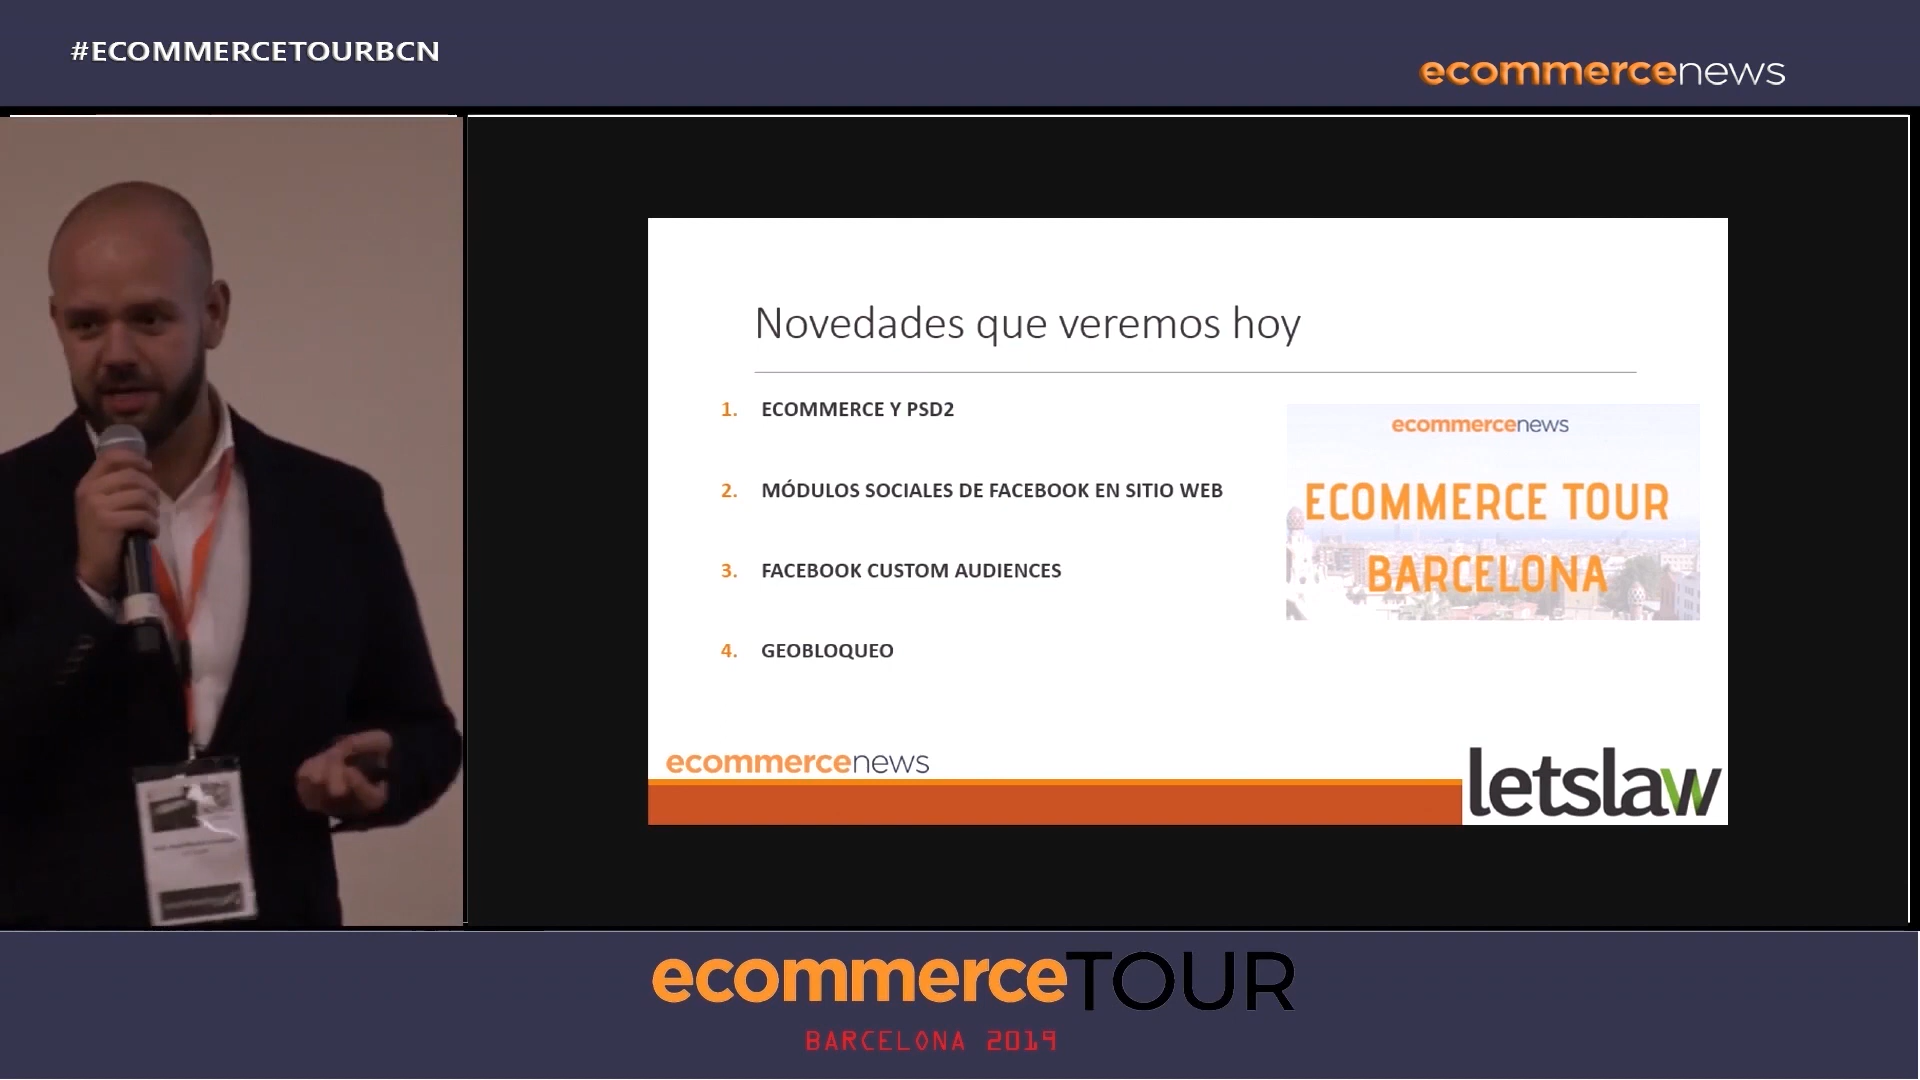 #ECOMMERCETOURBCN
ecommercenews
Novedades que veremos hoy
1. ECOMMERCE Y PSD2
2. MÓDULOS SOCIALES DE FACEBOOK EN SITIO WEB
3. FACEBOOK CUSTOM AUDIENCES
4. GEOBLOQUEO
ecommercenews
ECOMMERCE TOUR
BARCELONA
ecommercenews
letslaw
ecommerceTOUR
BARCELONA 2019